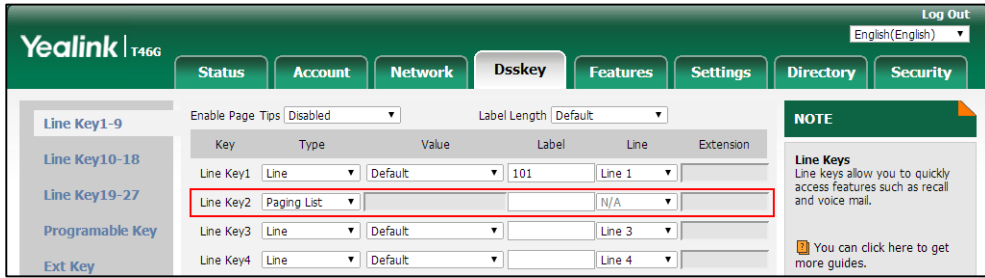 Log Out
Yealink T46G
English(English)
Status Account Network Dsskey Features Settings Directory Security
Line Key1-9
Line Key10-18
Line Key19-27
Programable Key
Ext Key
Enable Page Tips Disabled Label Length Default
Key Type Value Label Line Extension
Line Key1 Line Default 101 Line 1
Line Key2 Paging List N/A
Line Key3 Line Default Line 3
Line Key4 Line Default Line 4
NOTE
Line Keys
Line keys allow you to quickly
access features such as recall
and voice mail.
You can click here to get
more guides.